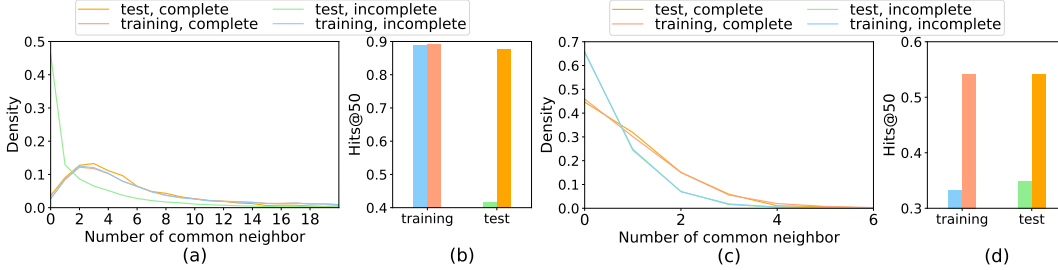 test, complete
test, incomplete
training, complete
training, incomplete
0.5
0.4
0.3
0.2
0.1
0.0
Density
0 2 4 6 8 10 12 14 16 18
Number of common neighbor
(a)
0.9
0.8
0.7
0.6
0.5
0.4
Hits@50
training test
(b)
test, complete
test, incomplete
training, complete
training, incomplete
0.7
0.6
0.5
0.4
0.3
0.2
0.1
0.0
Density
0 2 4 6
Number of common neighbor
(c)
0.6
0.5
0.4
0.3
Hits@50
training test
(d)